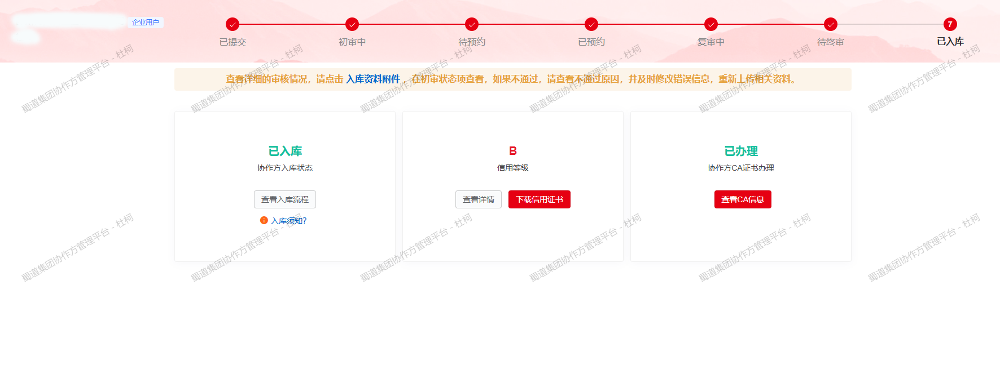 企业用户
已提交
初审中
待预约
已预约
复审中
待终审
7
已入库
查看详细的审核情况，请点击 入库资料附件 ，在初审状态项查看，如果不通过，请查看不通过原因，并及时修改错误信息，重新上传相关资料。
已入库
协作方入库状态
查看入库流程
入库须知？
B
信用等级
查看详情
下载信用证书
已办理
协作方CA证书办理
查看CA信息
蜀道集团协作方管理平台 - 杜柯
蜀道集团协作方管理平台 - 杜柯
蜀道集团协作方管理平台 - 杜柯
蜀道集团协作方管理平台 - 杜柯
蜀道集团协作方管理平台 - 杜柯
蜀道集团协作方管理平台 - 杜柯
蜀道集团协作方管理平台 - 杜柯
蜀道集团协作方管理平台 - 杜柯
蜀道集团协作方管理平台 - 杜柯
蜀道集团协作方管理平台 - 杜柯
蜀道集团协作方管理平台 - 杜柯
蜀道集团协作方管理平台 - 杜柯